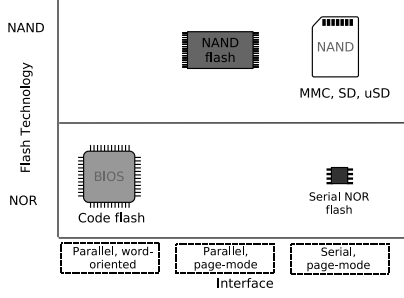 NAND
NAND
flash
NAND
MMC, SD, uSD
Flash Technology
BIOS
Code flash
NOR
Serial NOR
flash
Parallel, word-
oriented
Parallel,
page-mode
Serial,
page-mode
Interface